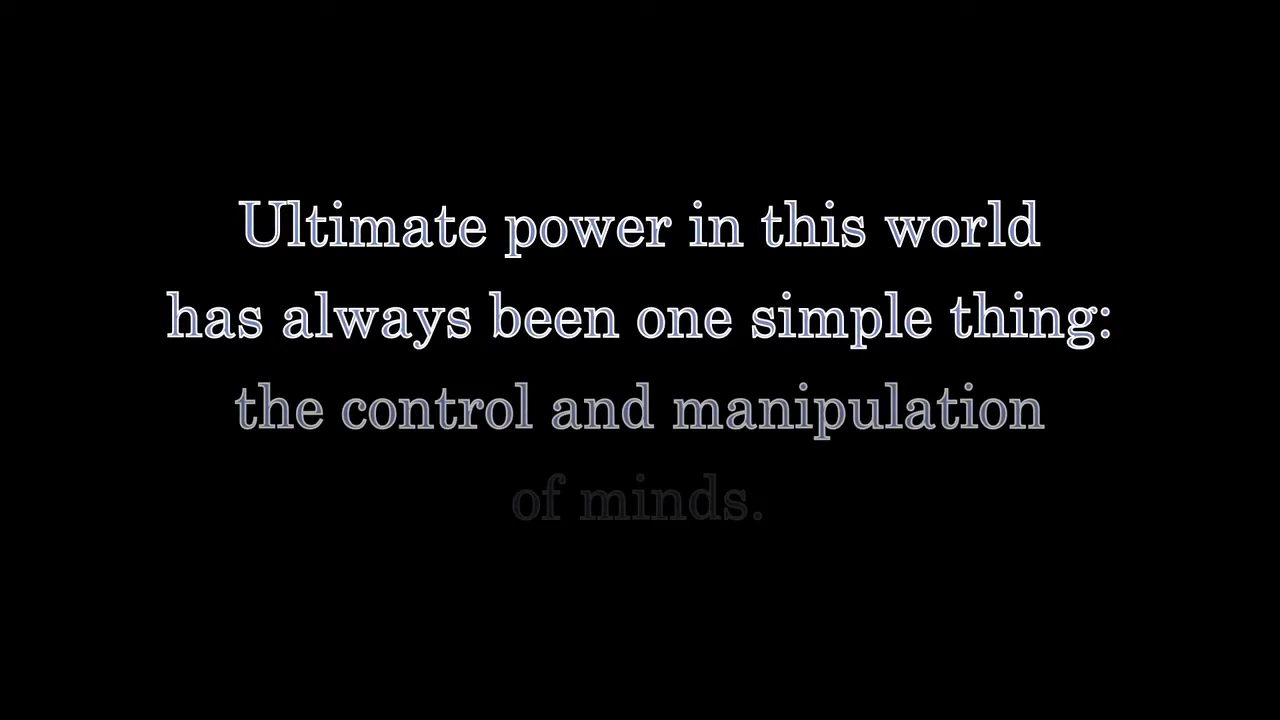 Ultimate power in this world
has always been one simple thing:
the control and manipulation
of minds.